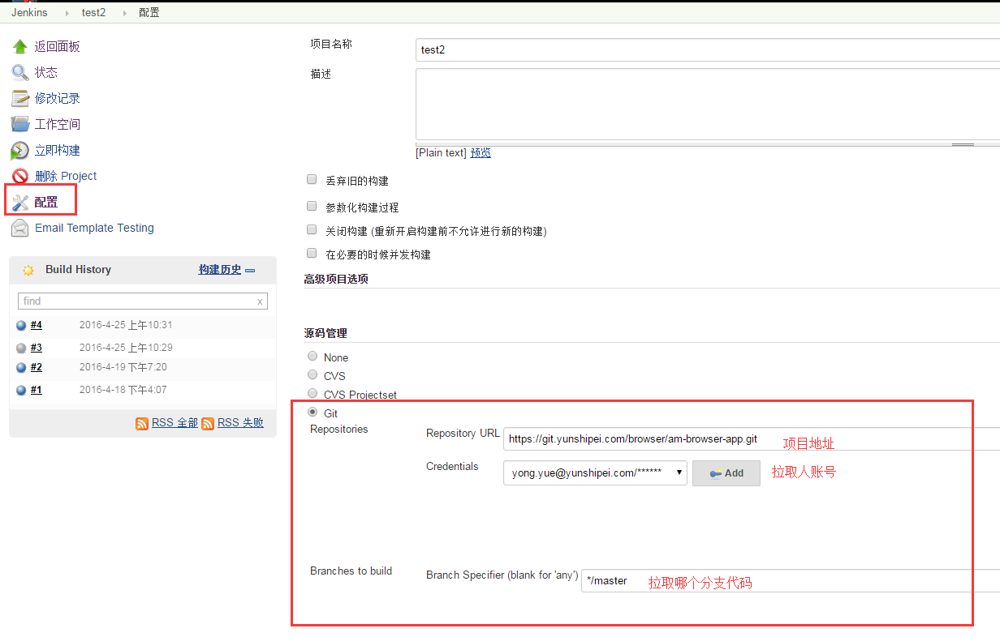 Jenkins test2 配置
返回面板
状态
修改记录
工作空间
立即构建
删除 Project
配置
Email Template Testing
Build History 构建历史
find x
#4 2016-4-25 上午10:31
#3 2016-4-25 上午10:29
#2 2016-4-19 下午7:20
#1 2016-4-18 下午4:07
RSS 全部 RSS 失败
项目名称 test2
描述
[Plain text] 预览
丢弃旧的构建
参数化构建过程
关闭构建 (重新开启构建前不允许进行新的构建)
在必要的时候并发构建
高级项目选项
源码管理
None
CVS
CVS Projectset
Git
Repositories
Repository URL https://git.yunshipei.com/browser/am-browser-app.git 项目地址
Credentials yong.yue@yunshipei.com/****** Add 拉取人账号
Branches to build
Branch Specifier (blank for 'any') */master 拉取哪个分支代码